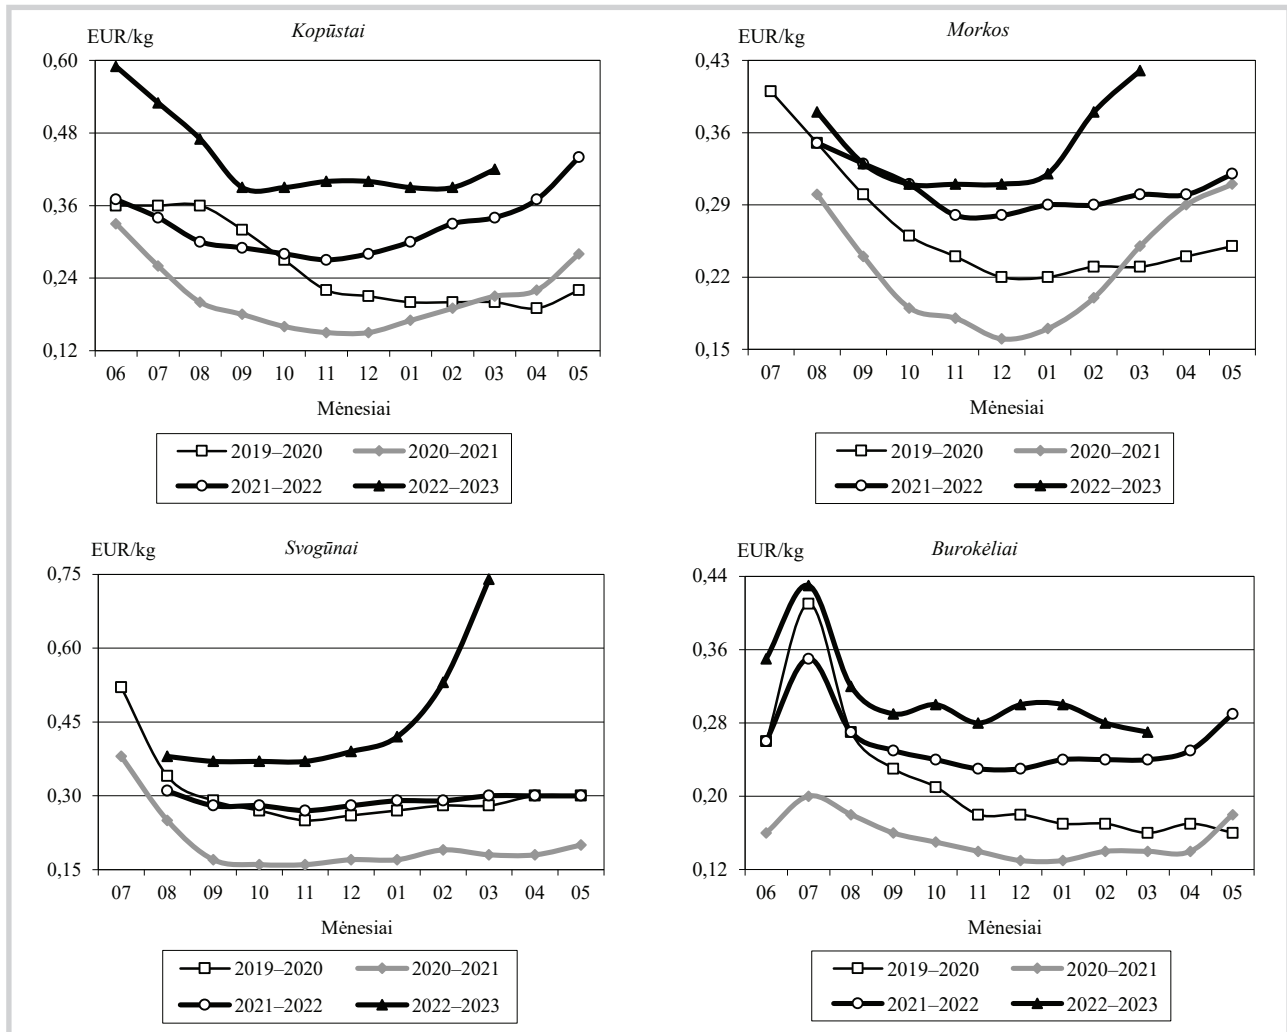 EUR/kg
Kopūstai
0,60
0,48
0,36
0,24
0,12
06 07 08 09 10 11 12 01 02 03 04 05
Mėnesiai
2019–2020 2020–2021
2021–2022 2022–2023
EUR/kg
Morkos
0,43
0,36
0,29
0,22
0,15
07 08 09 10 11 12 01 02 03 04 05
Mėnesiai
2019–2020 2020–2021
2021–2022 2022–2023
EUR/kg
Svogūnai
0,75
0,60
0,45
0,30
0,15
07 08 09 10 11 12 01 02 03 04 05
Mėnesiai
2019–2020 2020–2021
2021–2022 2022–2023
EUR/kg
Burokėliai
0,44
0,36
0,28
0,20
0,12
06 07 08 09 10 11 12 01 02 03 04 05
Mėnesiai
2019–2020 2020–2021
2021–2022 2022–2023